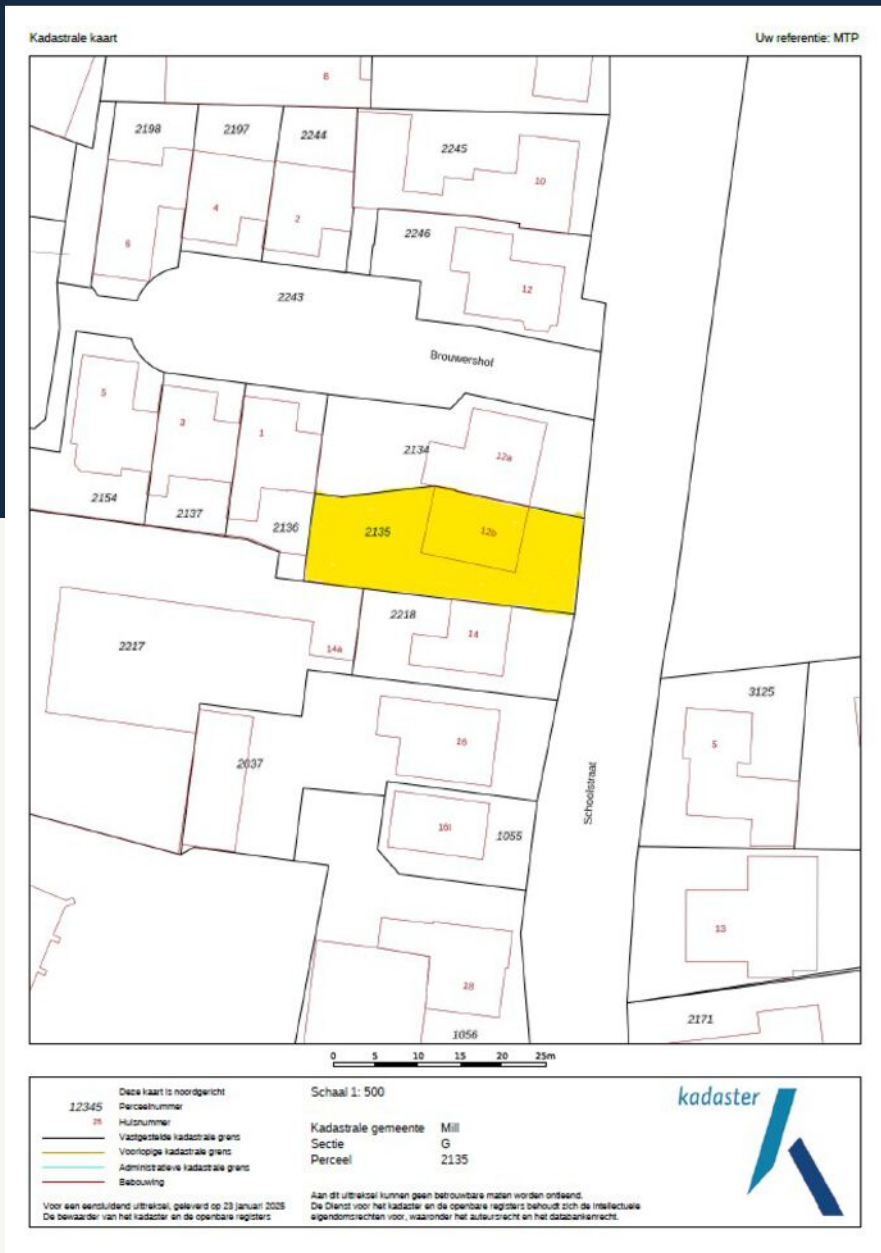 Kadastrale kaart Uw referentie: MTP
8
2198 2197 2244 2245
10
4 2
6
2246
12
2243
Brouwershof
5 3 1
2134 12a
2154 2137 2136 2135 12b
2218 14
2217 14a
3125
16 5
2037
Schoolstraat
16I 1055
13
18
1056 2171
0 5 10 15 20 25m
Deze kaart is noordgericht
12345 Perceelnummer
25 Huisnummer
Vastgestelde kadastrale grens
Voorlopige kadastrale grens
Administratieve kadastrale grens
Bebouwing
Voor een eensluidend uittreksel, geleverd op 23 januari 2025
De bewaarder van het kadaster en de openbare registers
Schaal 1: 500
Kadastrale gemeente Mill
Sectie G
Perceel 2135
Aan dit uittreksel kunnen geen betrouwbare maten worden ontleend.
De Dienst voor het kadaster en de openbare registers behoudt zich de intellectuele
eigendomsrechten voor, waaronder het auteursrecht en het databankenrecht.
kadaster